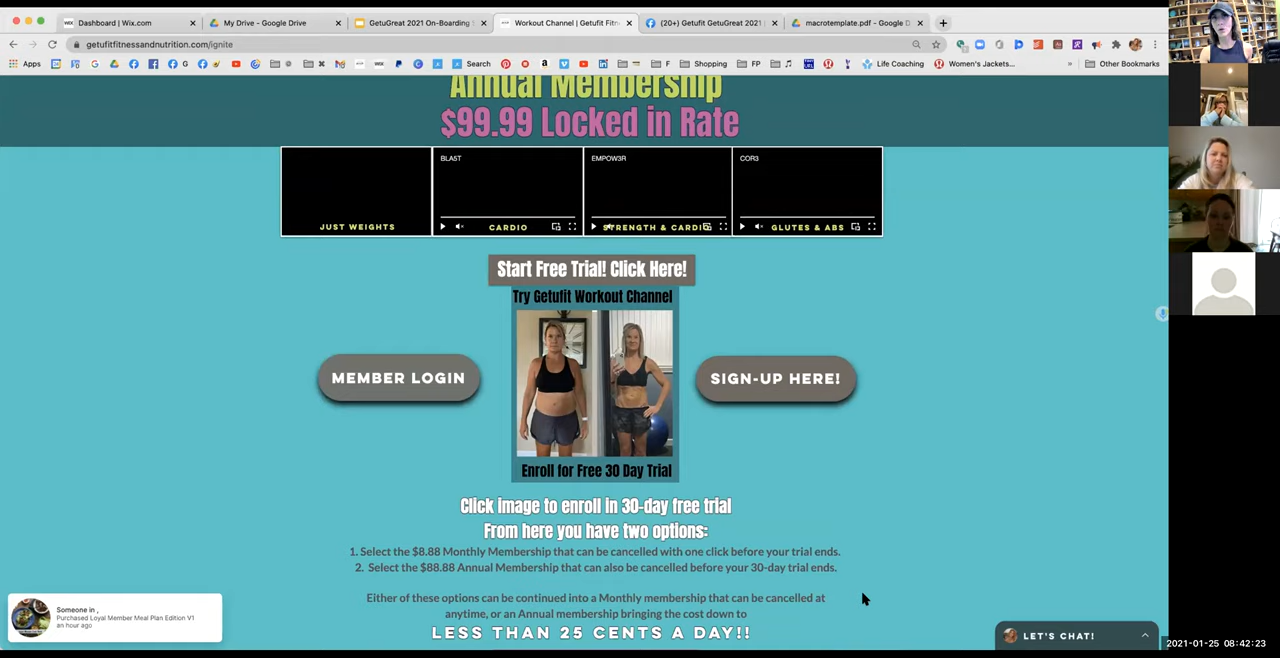 Dashboard | Wix.com
My Drive - Google Drive
GetuGreat 2021 On-Boarding
Workout Channel | Getufit Fitn
(20+) Getufit GetuGreat 2021
macrotemplate.pdf - Google D
getufitfitnessandnutrition.com/ignite
Apps
G
Search
F
Shopping
FP
Life Coaching
Women's Jackets...
Other Bookmarks
Annual Membership
$99.99 Locked in Rate
JUST WEIGHTS
BLA5T
CARDIO
EMPOW3R
STRENGTH & CARDIO
COR3
GLUTES & ABS
Start Free Trial! Click Here!
Try Getufit Workout Channel
MEMBER LOGIN
SIGN-UP HERE!
Enroll for Free 30 Day Trial
Click image to enroll in 30-day free trial
From here you have two options:
1. Select the $8.88 Monthly Membership that can be cancelled with one click before your trial ends.
2. Select the $88.88 Annual Membership that can also be cancelled before your 30-day trial ends.
Either of these options can be continued into a Monthly membership that can be cancelled at
anytime, or an Annual membership bringing the cost down to
LESS THAN 25 CENTS A DAY!!
Someone in ,
Purchased Loyal Member Meal Plan Edition V1
an hour ago
LET'S CHAT!
2021-01-25 08:42:23